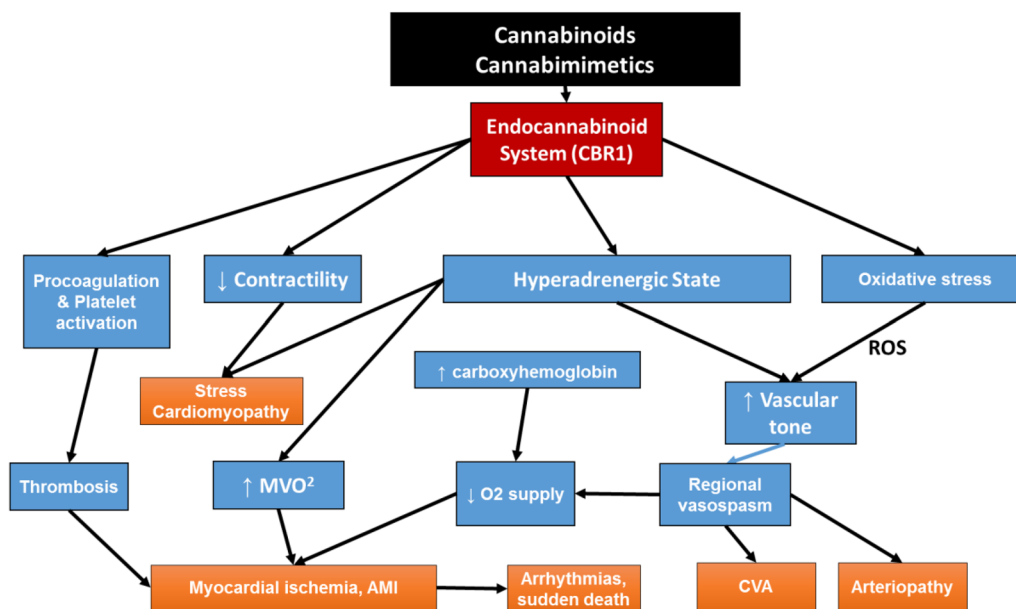 Cannabinoids
Cannabimimetics
Endocannabinoid
System (CBR1)
Procoagulation
& Platelet
activation
↓ Contractility
Hyperadrenergic State
Oxidative stress
ROS
↑ carboxyhemoglobin
Stress
Cardiomyopathy
↑ Vascular
tone
Thrombosis
↑ MVO²
↓ O2 supply
Regional
vasospasm
Myocardial ischemia, AMI
Arrhythmias,
sudden death
CVA
Arteriopathy